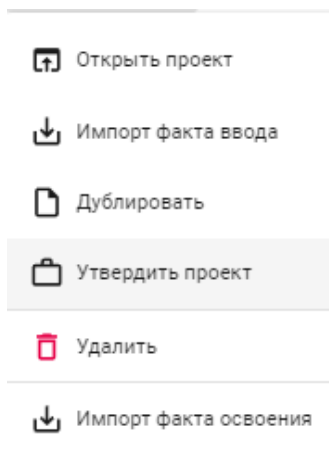 Открыть проект
Импорт факта ввода
Дублировать
Утвердить проект
Удалить
Импорт факта освоения